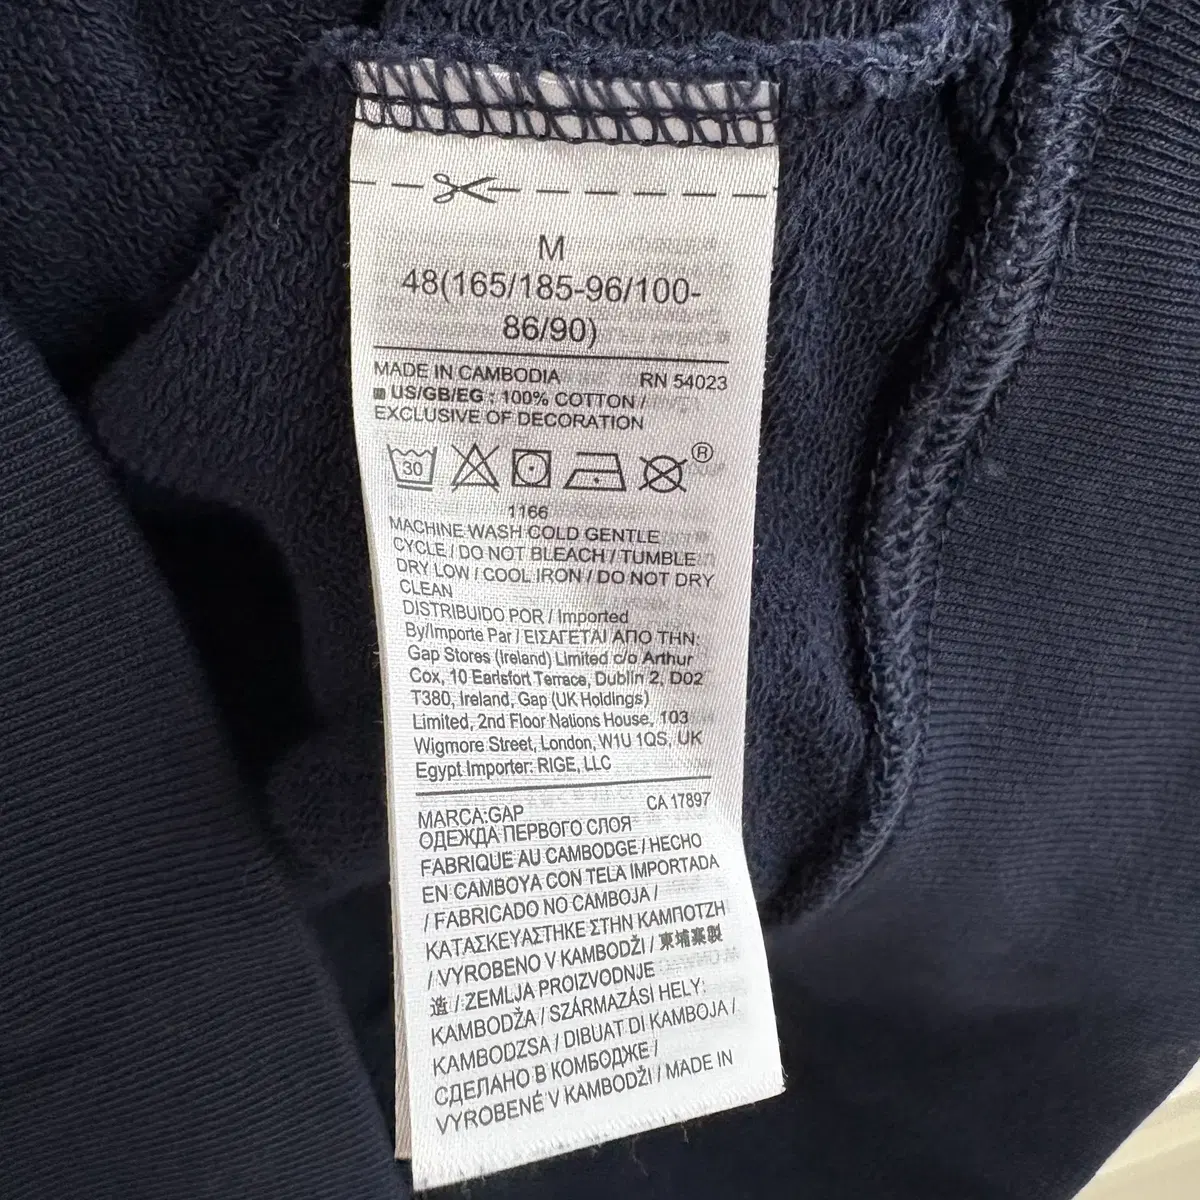 M
48(165/185-96/100-
86/90)
MADE IN CAMBODIA
RN 54023
US/GB/EG : 100% COTTON /
EXCLUSIVE OF DECORATION
30
®
1166
MACHINE WASH COLD GENTLE
CYCLE / DO NOT BLEACH / TUMBLE
DRY LOW / COOL IRON / DO NOT DRY
CLEAN
DISTRIBUIDO POR / Imported
By/Importe Par / ΕΙΣΑΓΕΤΑΙ ΑΠΟ ΤΗΝ:
Gap Stores (Ireland) Limited c/o Arthur
Cox, 10 Earlsfort Terrace, Dublin 2, D02
T380, Ireland, Gap (UK Holdings)
Limited, 2nd Floor Nations House, 103
Wigmore Street, London, W1U 1QS, UK
Egypt Importer: RIGE, LLC
MARCA:GAP
CA 17897
ОДЕЖДА ПЕРВОГО СЛОЯ
FABRIQUE AU CAMBODGE / HECHO
EN CAMBOYA CON TELA IMPORTADA
/ FABRICADO NO CAMBOJA /
ΚΑΤΑΣΚΕΥΑΣΤΗΚΕ ΣΤΗΝ ΚΑΜΠΟΤΖΗ
/ VYROBENO V KAMBODŽI / 柬埔寨製
造 / ZEMLJA PROIZVODNJE
KAMBODŽA / SZÁRMAZÁSI HELY:
KAMBODZSA / DIBUAT DI KAMBOJA /
СДЕЛАНО В КОМБОДЖЕ /
VYROBENÉ V KAMBODŽI / MADE IN